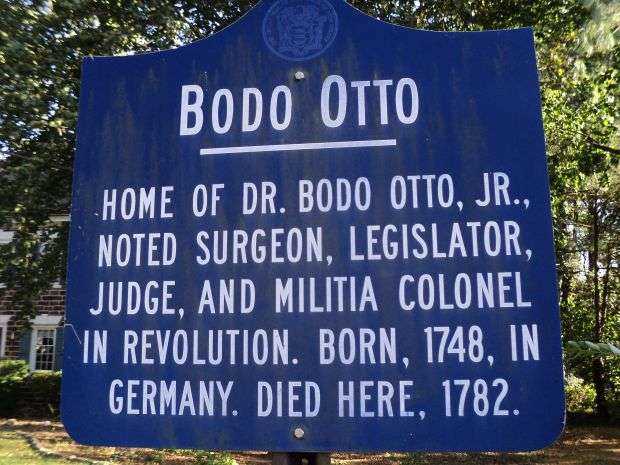 BODO OTTO
HOME OF DR. BODO OTTO, JR.,
NOTED SURGEON, LEGISLATOR,
JUDGE, AND MILITIA COLONEL
IN REVOLUTION. BORN, 1748, IN
GERMANY. DIED HERE, 1782.